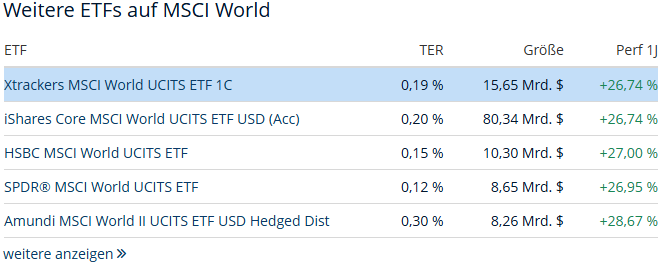 Weitere ETFs auf MSCI World
ETF TER Größe Perf 1J
Xtrackers MSCI World UCITS ETF 1C 0,19 % 15,65 Mrd. $ +26,74 %
iShares Core MSCI World UCITS ETF USD (Acc) 0,20 % 80,34 Mrd. $ +26,74 %
HSBC MSCI World UCITS ETF 0,15 % 10,30 Mrd. $ +27,00 %
SPDR® MSCI World UCITS ETF 0,12 % 8,65 Mrd. $ +26,95 %
Amundi MSCI World II UCITS ETF USD Hedged Dist 0,30 % 8,26 Mrd. $ +28,67 %
weitere anzeigen »